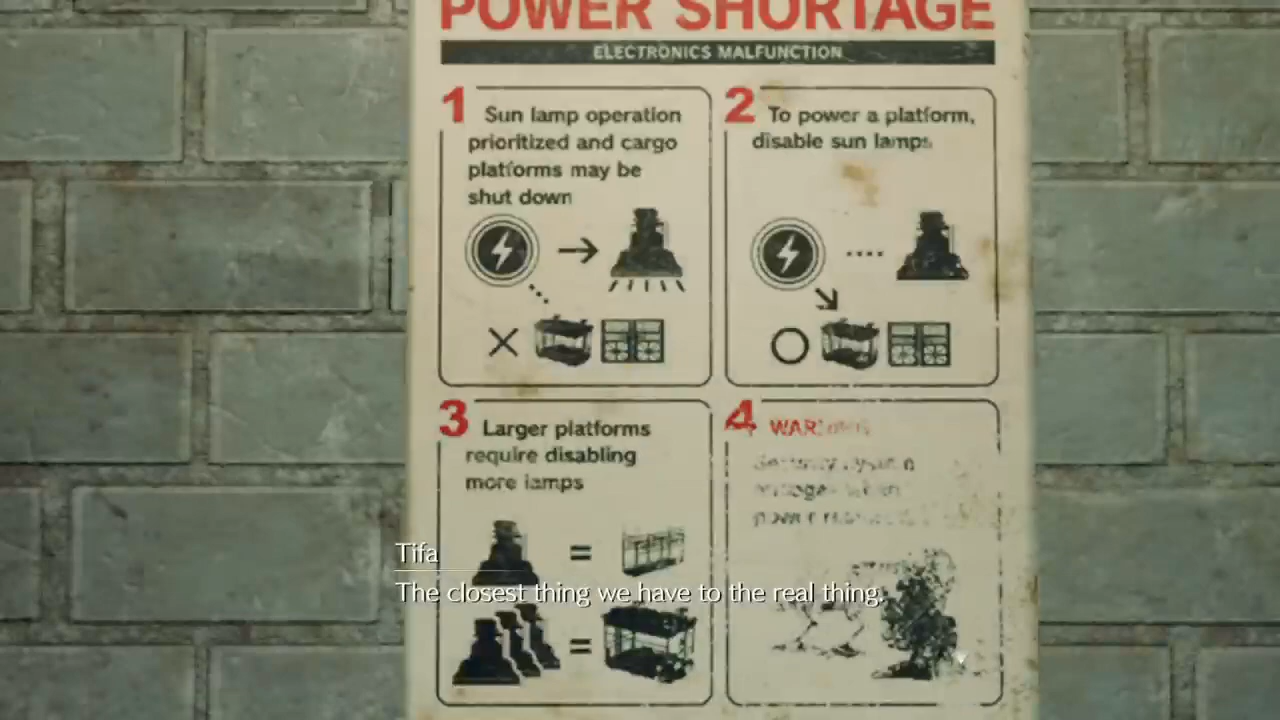 POWER SHORTAGE
ELECTRONICS MALFUNCTION
1 Sun lamp operation
prioritized and cargo
platforms may be
shut down
2 To power a platform,
disable sun lamps
3 Larger platforms
require disabling
more lamps
4
Tifa
The closest thing we have to the real thing.